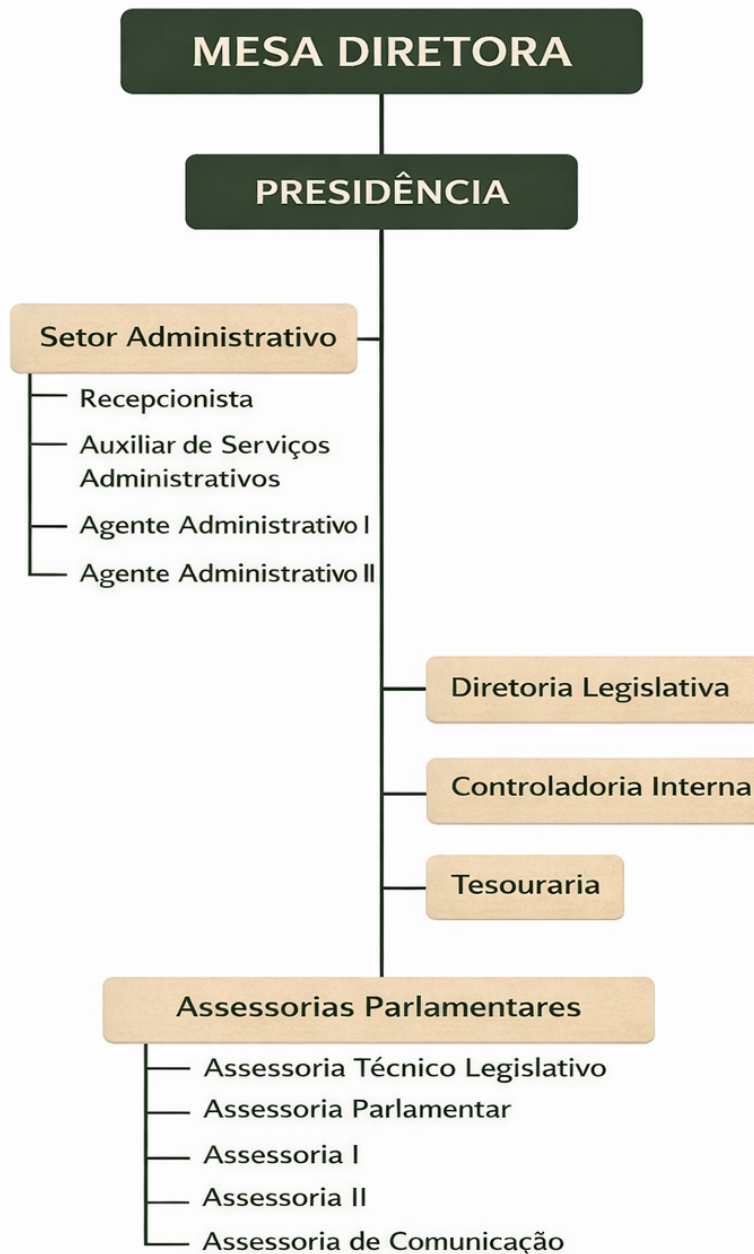 MESA DIRETORA
PRESIDÊNCIA
Setor Administrativo
Recepcionista
Auxiliar de Serviços
Administrativos
Agente Administrativo I
Agente Administrativo II
Diretoria Legislativa
Controladoria Interna
Tesouraria
Assessorias Parlamentares
Assessoria Técnico Legislativo
Assessoria Parlamentar
Assessoria I
Assessoria II
Assessoria de Comunicação